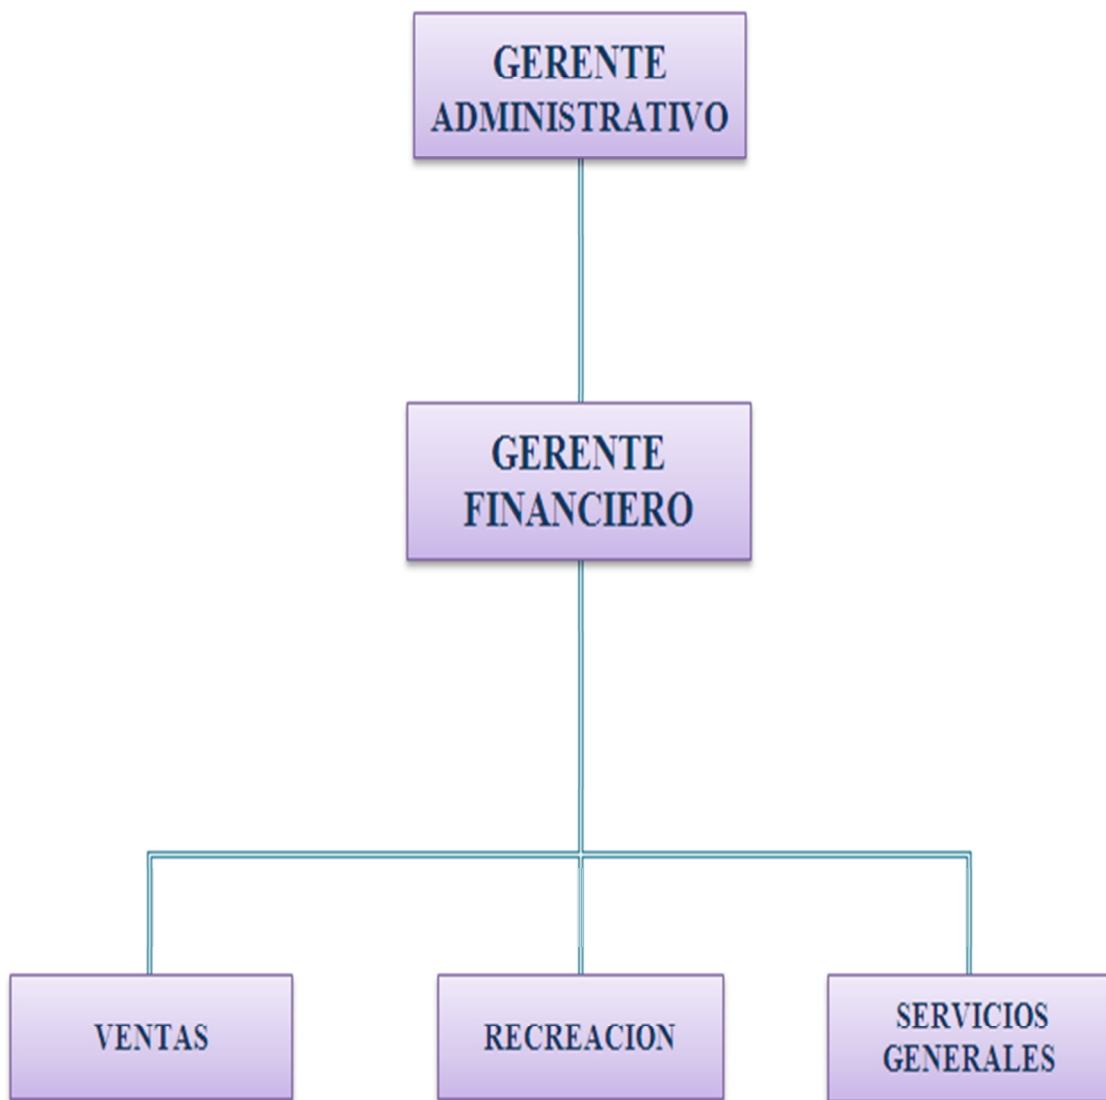 GERENTE
ADMINISTRATIVO
GERENTE
FINANCIERO
VENTAS
RECREACION
SERVICIOS
GENERALES